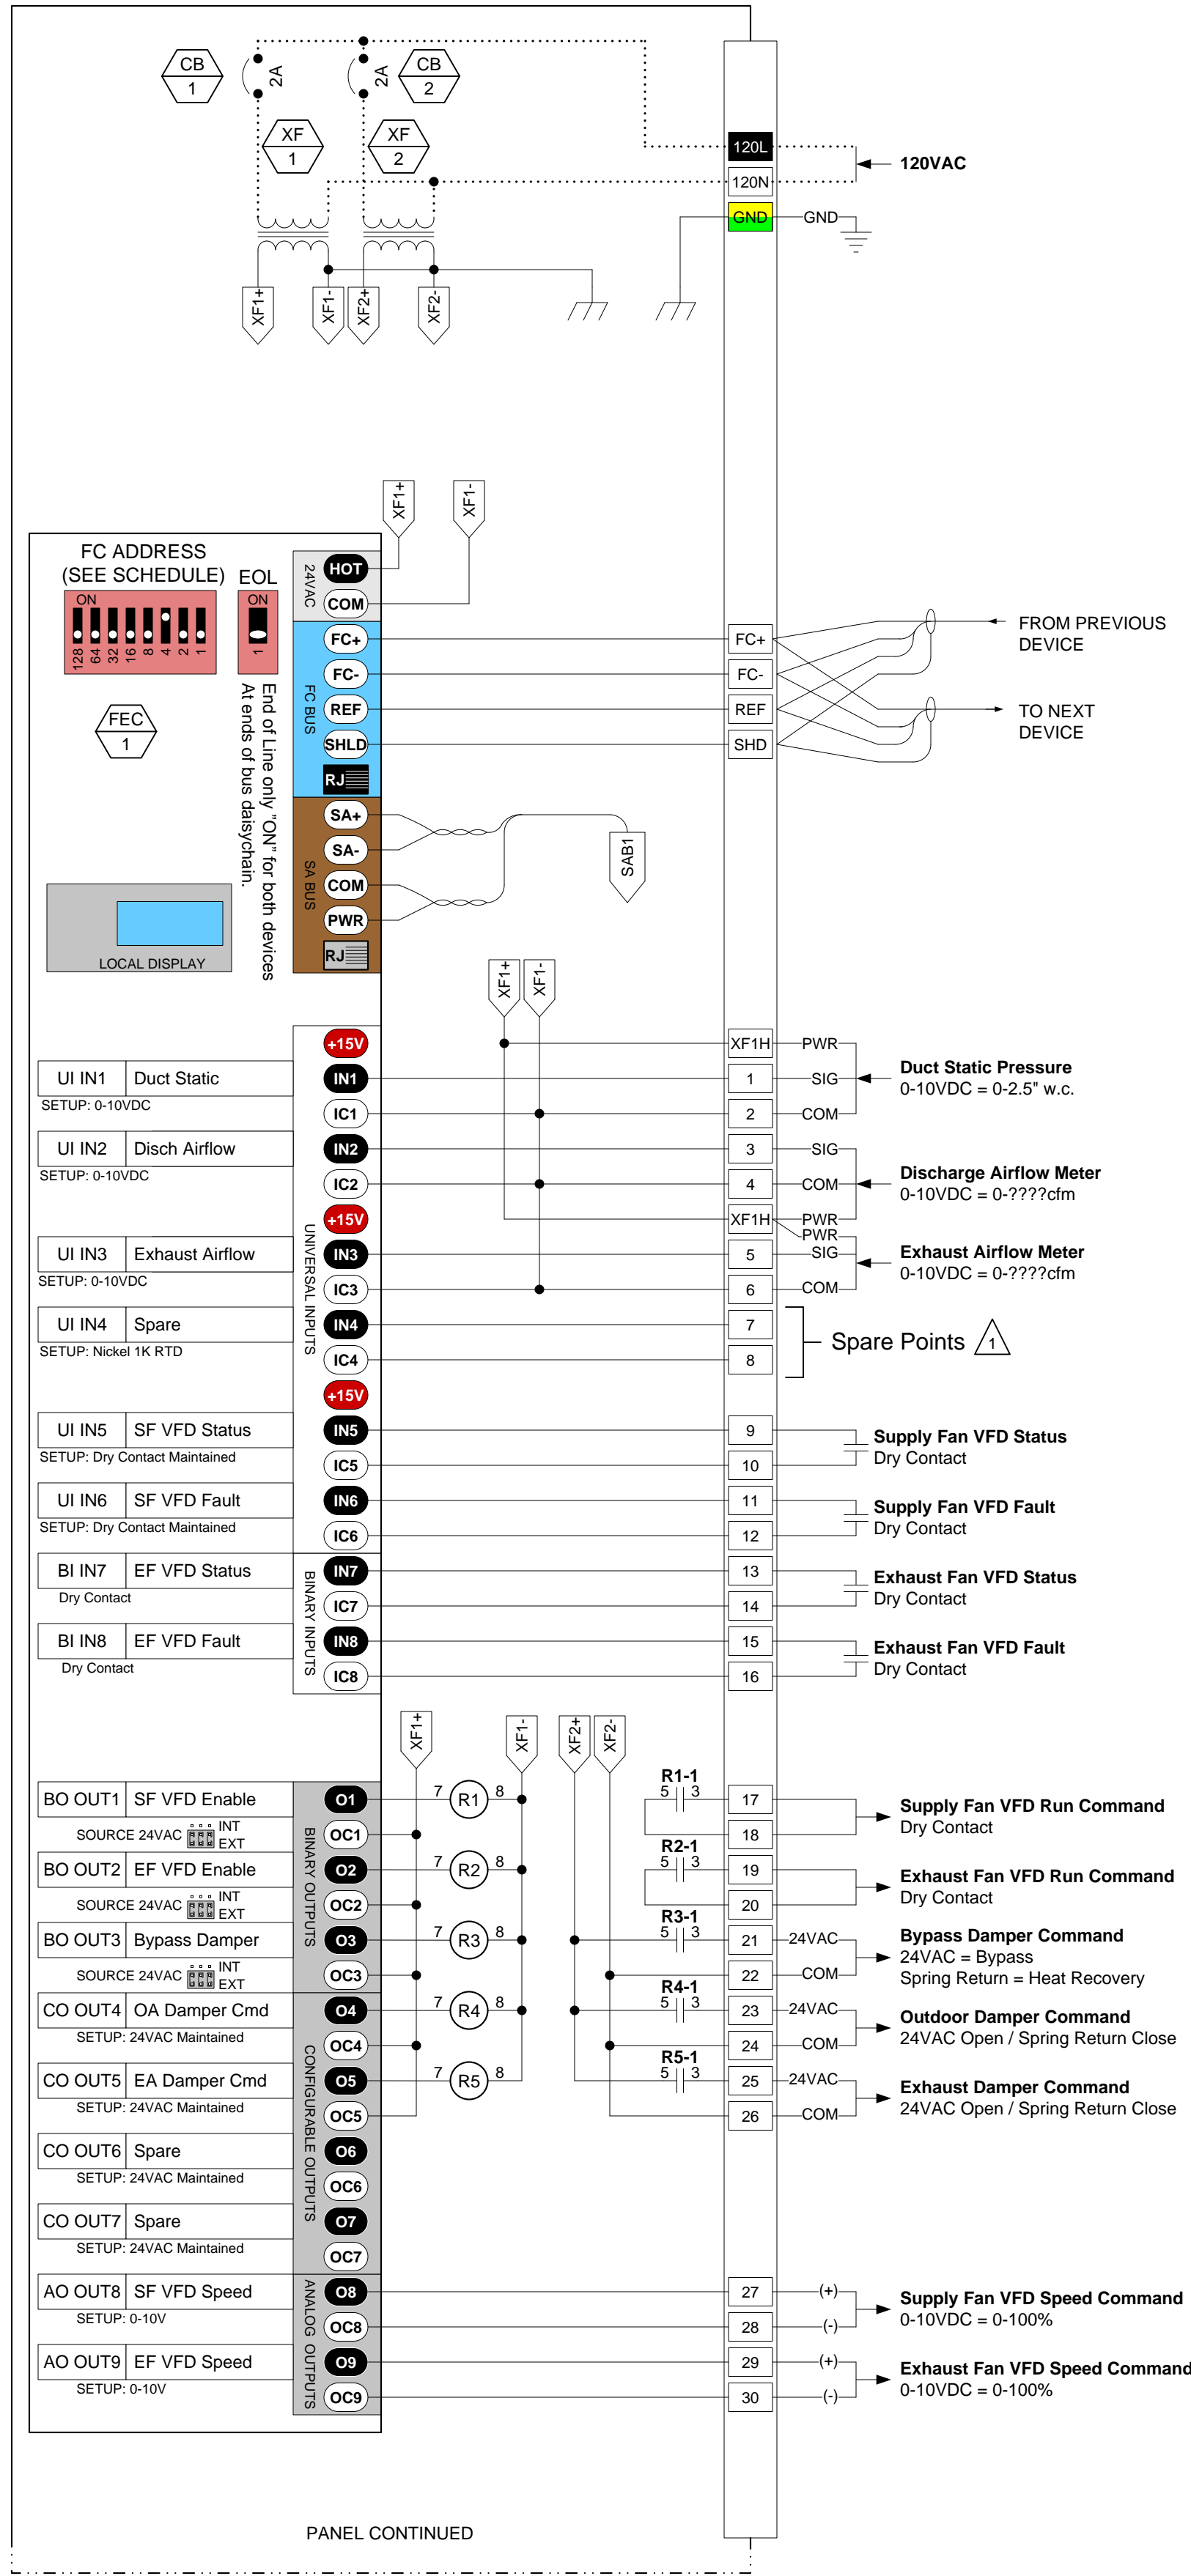 CB
1
2A
2A
CB
2
XF
1
XF
2
120L
120VAC
120N
GND
GND
XF1+
XF1-
XF2+
XF2-
XF1+
XF1-
FC ADDRESS
(SEE SCHEDULE)
EOL
ON
128
64
32
16
8
4
2
1
ON
1
24VAC
HOT
COM
FC BUS
FC+
FC-
REF
SHLD
RJ
FC+
FC-
REF
SHD
FROM PREVIOUS
DEVICE
TO NEXT
DEVICE
FEC
1
End of Line only "ON" for both devices
At ends of bus daisychain.
SA BUS
SA+
SA-
COM
PWR
RJ
SAB1
LOCAL DISPLAY
XF1+
XF1-
UNIVERSAL INPUTS
+15V
XF1H
PWR
UI IN1
Duct Static
SETUP: 0-10VDC
IN1
1
SIG
Duct Static Pressure
0-10VDC = 0-2.5" w.c.
IC1
2
COM
UI IN2
Disch Airflow
SETUP: 0-10VDC
IN2
3
SIG
IC2
4
COM
Discharge Airflow Meter
0-10VDC = 0-????cfm
+15V
XF1H
PWR
PWR
UI IN3
Exhaust Airflow
SETUP: 0-10VDC
IN3
5
SIG
Exhaust Airflow Meter
0-10VDC = 0-????cfm
IC3
6
COM
UI IN4
Spare
SETUP: Nickel 1K RTD
IN4
7
IC4
8
Spare Points
1
+15V
UI IN5
SF VFD Status
SETUP: Dry Contact Maintained
IN5
9
IC5
10
Supply Fan VFD Status
Dry Contact
UI IN6
SF VFD Fault
SETUP: Dry Contact Maintained
IN6
11
IC6
12
Supply Fan VFD Fault
Dry Contact
BINARY INPUTS
BI IN7
EF VFD Status
Dry Contact
IN7
13
IC7
14
Exhaust Fan VFD Status
Dry Contact
BI IN8
EF VFD Fault
Dry Contact
IN8
15
IC8
16
Exhaust Fan VFD Fault
Dry Contact
XF1+
XF1-
XF2+
XF2-
BINARY OUTPUTS
BO OUT1
SF VFD Enable
SOURCE 24VAC
INT
EXT
O1
OC1
7
R1
8
R1-1
5
3
17
18
Supply Fan VFD Run Command
Dry Contact
BO OUT2
EF VFD Enable
SOURCE 24VAC
INT
EXT
O2
OC2
7
R2
8
R2-1
5
3
19
20
Exhaust Fan VFD Run Command
Dry Contact
BO OUT3
Bypass Damper
SOURCE 24VAC
INT
EXT
O3
OC3
7
R3
8
R3-1
5
3
21
24VAC
22
COM
Bypass Damper Command
24VAC = Bypass
Spring Return = Heat Recovery
CONFIGURABLE OUTPUTS
CO OUT4
OA Damper Cmd
SETUP: 24VAC Maintained
O4
OC4
7
R4
8
R4-1
5
3
23
24VAC
24
COM
Outdoor Damper Command
24VAC Open / Spring Return Close
CO OUT5
EA Damper Cmd
SETUP: 24VAC Maintained
O5
OC5
7
R5
8
R5-1
5
3
25
24VAC
26
COM
Exhaust Damper Command
24VAC Open / Spring Return Close
CO OUT6
Spare
SETUP: 24VAC Maintained
O6
OC6
CO OUT7
Spare
SETUP: 24VAC Maintained
O7
OC7
ANALOG OUTPUTS
AO OUT8
SF VFD Speed
SETUP: 0-10V
O8
OC8
27
(+)
28
(-)
Supply Fan VFD Speed Command
0-10VDC = 0-100%
AO OUT9
EF VFD Speed
SETUP: 0-10V
O9
OC9
29
(+)
30
(-)
Exhaust Fan VFD Speed Command
0-10VDC = 0-100%
PANEL CONTINUED